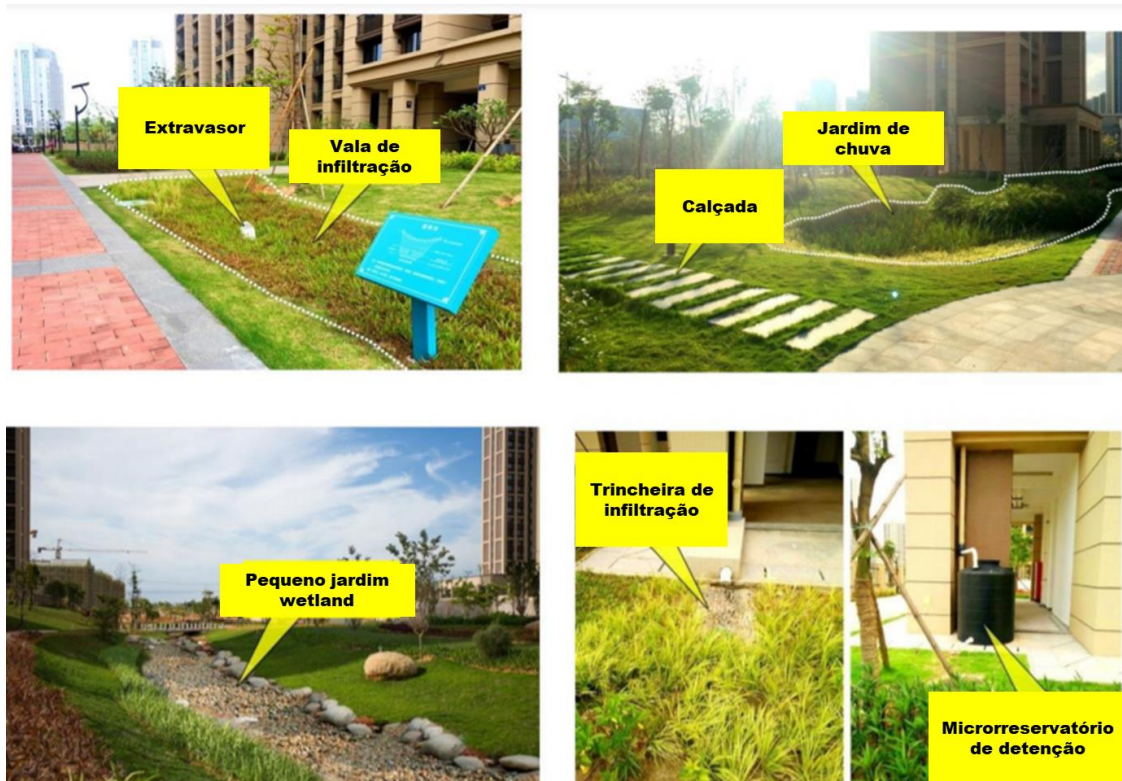 Extravasor
Vala de
infiltração
Jardim de
chuva
Calçada
Pequeno jardim
wetland
Trincheira de
infiltração
Microrreservatório
de detenção